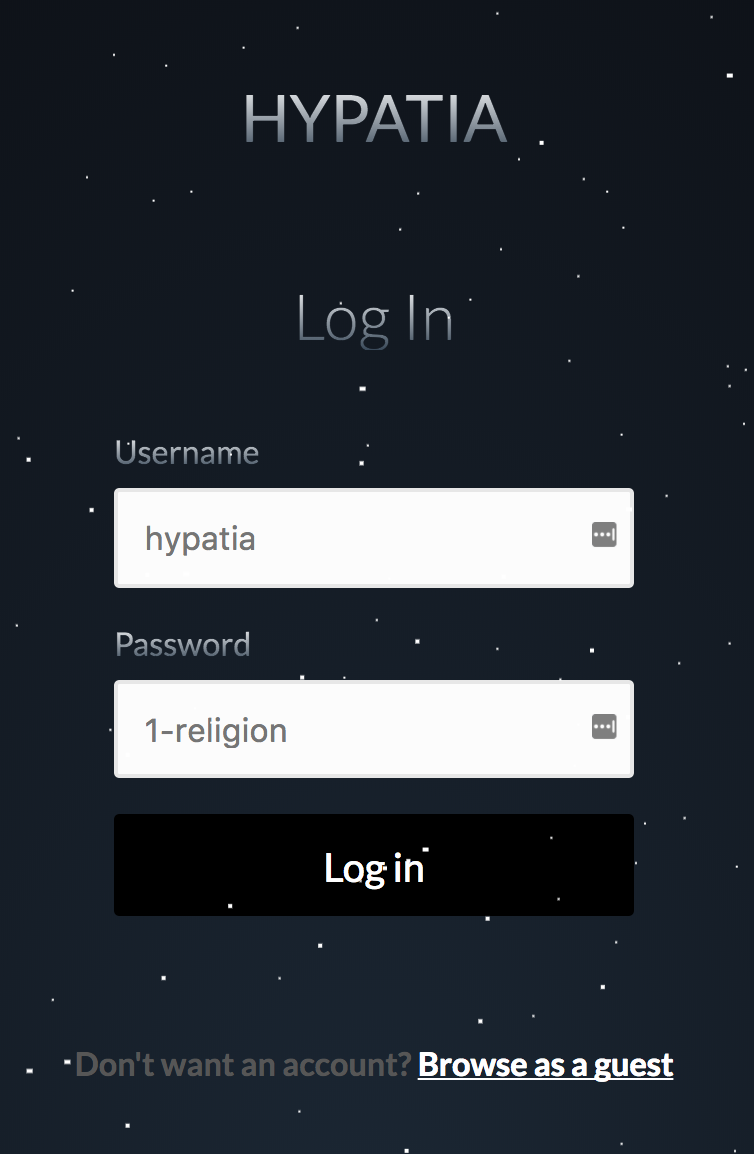 HYPATIA
Log In
Username
hypatia
Password
1-religion
Log in
Don't want an account? Browse as a guest